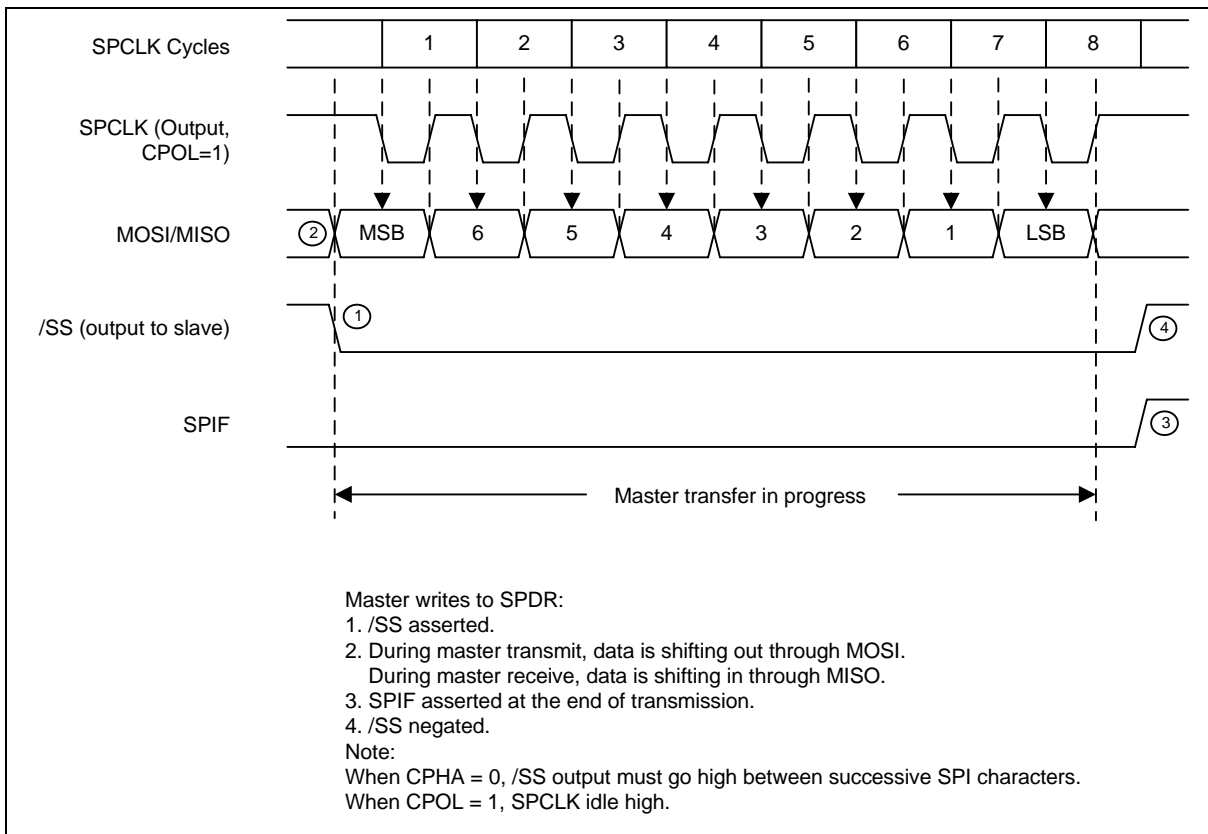 SPCLK Cycles
1 2 3 4 5 6 7 8
SPCLK (Output,
CPOL=1)
MOSI/MISO
2 MSB 6 5 4 3 2 1 LSB
/SS (output to slave)
1
4
SPIF
3
Master transfer in progress
Master writes to SPDR:
1. /SS asserted.
2. During master transmit, data is shifting out through MOSI.
During master receive, data is shifting in through MISO.
3. SPIF asserted at the end of transmission.
4. /SS negated.
Note:
When CPHA = 0, /SS output must go high between successive SPI characters.
When CPOL = 1, SPCLK idle high.